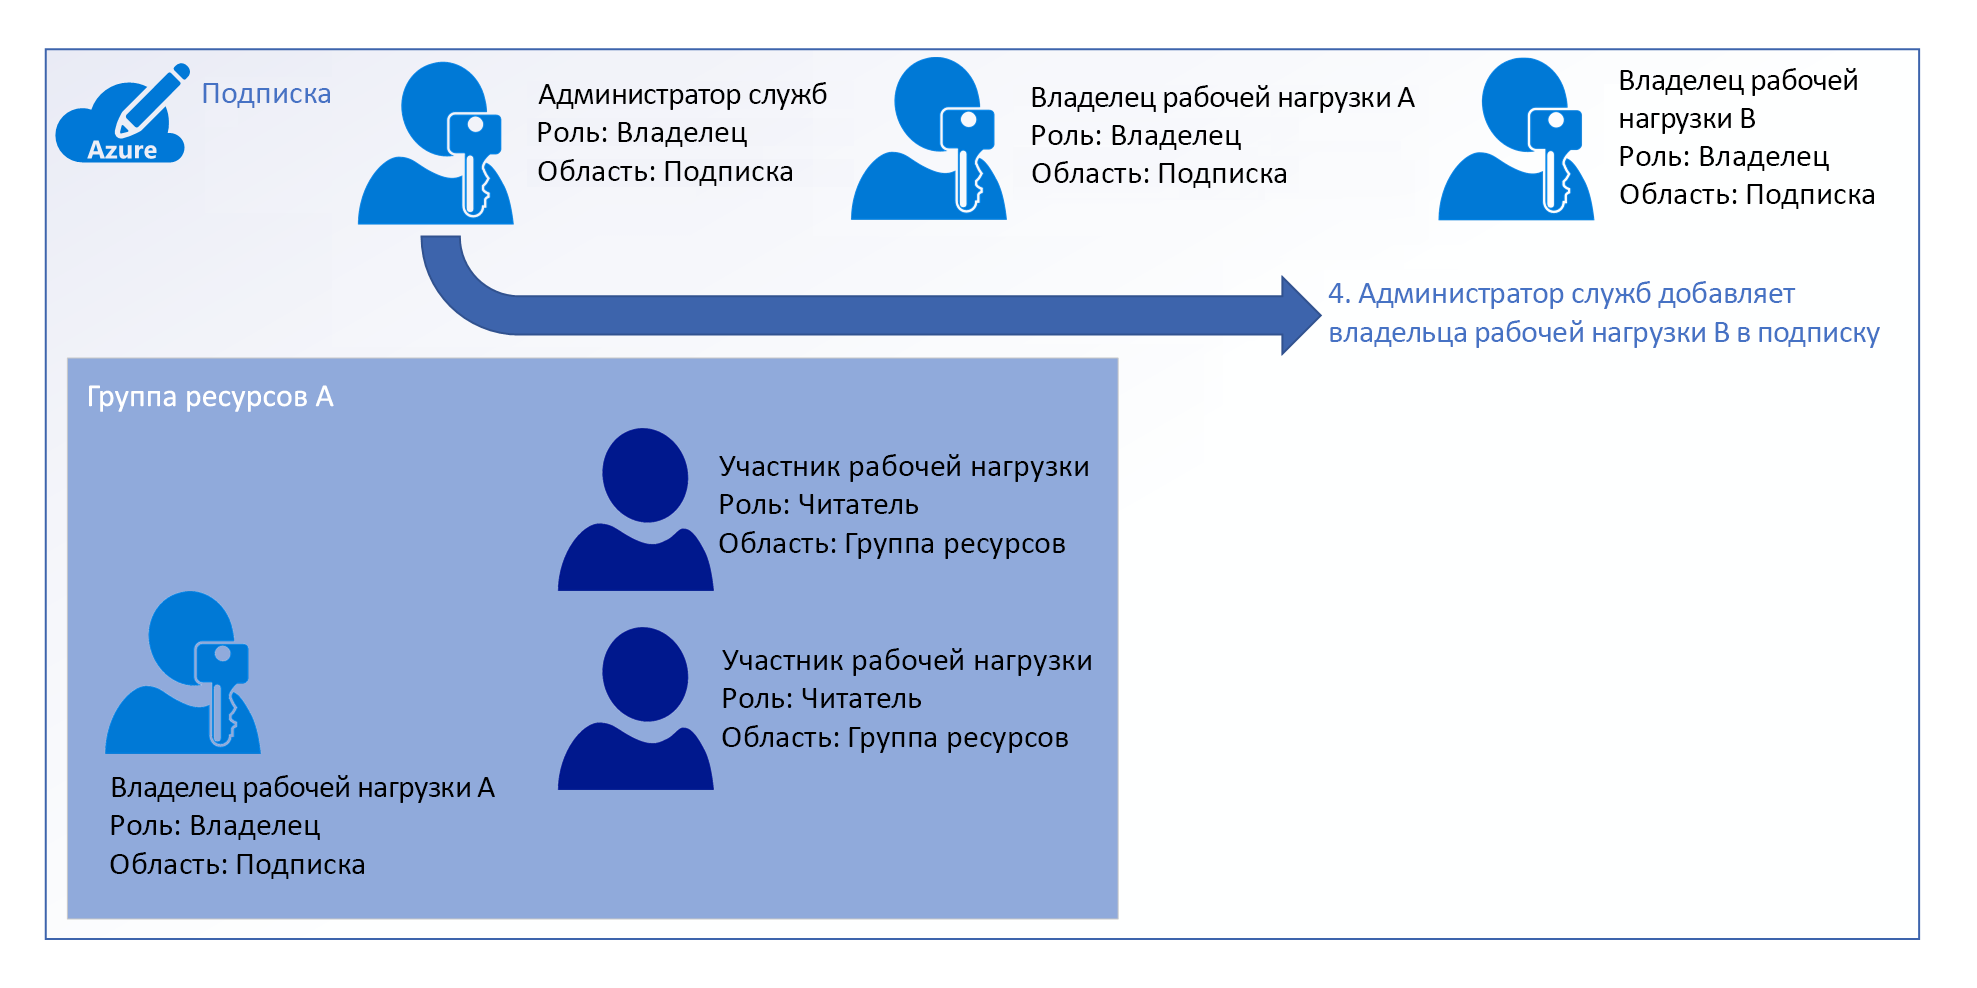 Azure
Подписка
Администратор служб
Роль: Владелец
Область: Подписка
Владелец рабочей нагрузки А
Роль: Владелец
Область: Подписка
Владелец рабочей
нагрузки В
Роль: Владелец
Область: Подписка
4. Администратор служб добавляет
владельца рабочей нагрузки В в подписку
Группа ресурсов А
Участник рабочей нагрузки
Роль: Читатель
Область: Группа ресурсов
Участник рабочей нагрузки
Роль: Читатель
Область: Группа ресурсов
Владелец рабочей нагрузки А
Роль: Владелец
Область: Подписка